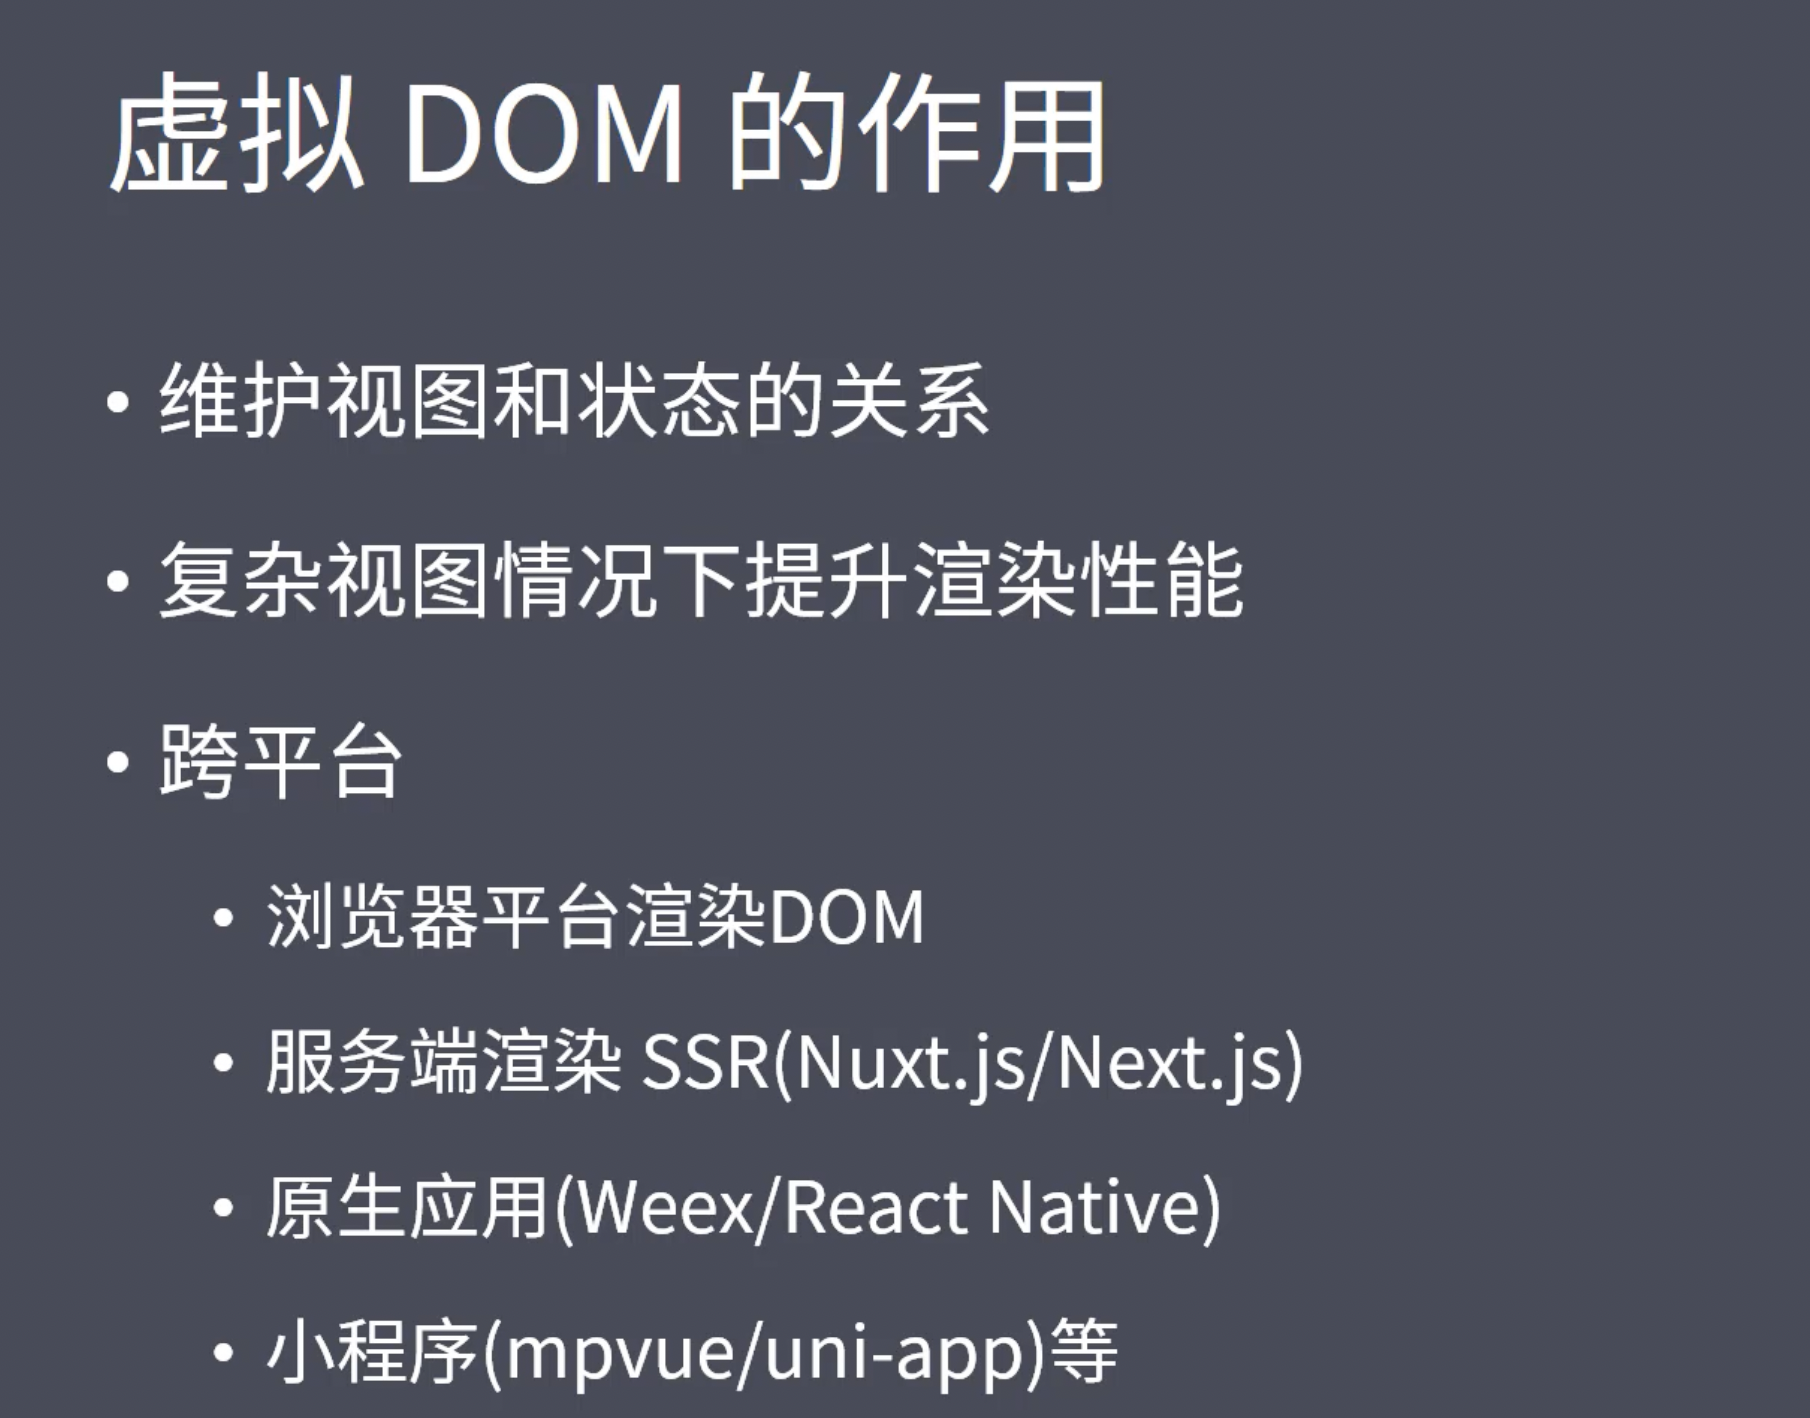 虚拟 DOM 的作用
• 维护视图和状态的关系
• 复杂视图情况下提升渲染性能
• 跨平台
• 浏览器平台渲染DOM
• 服务端渲染 SSR(Nuxt.js/Next.js)
• 原生应用(Weex/React Native)
• 小程序(mpvue/uni-app)等